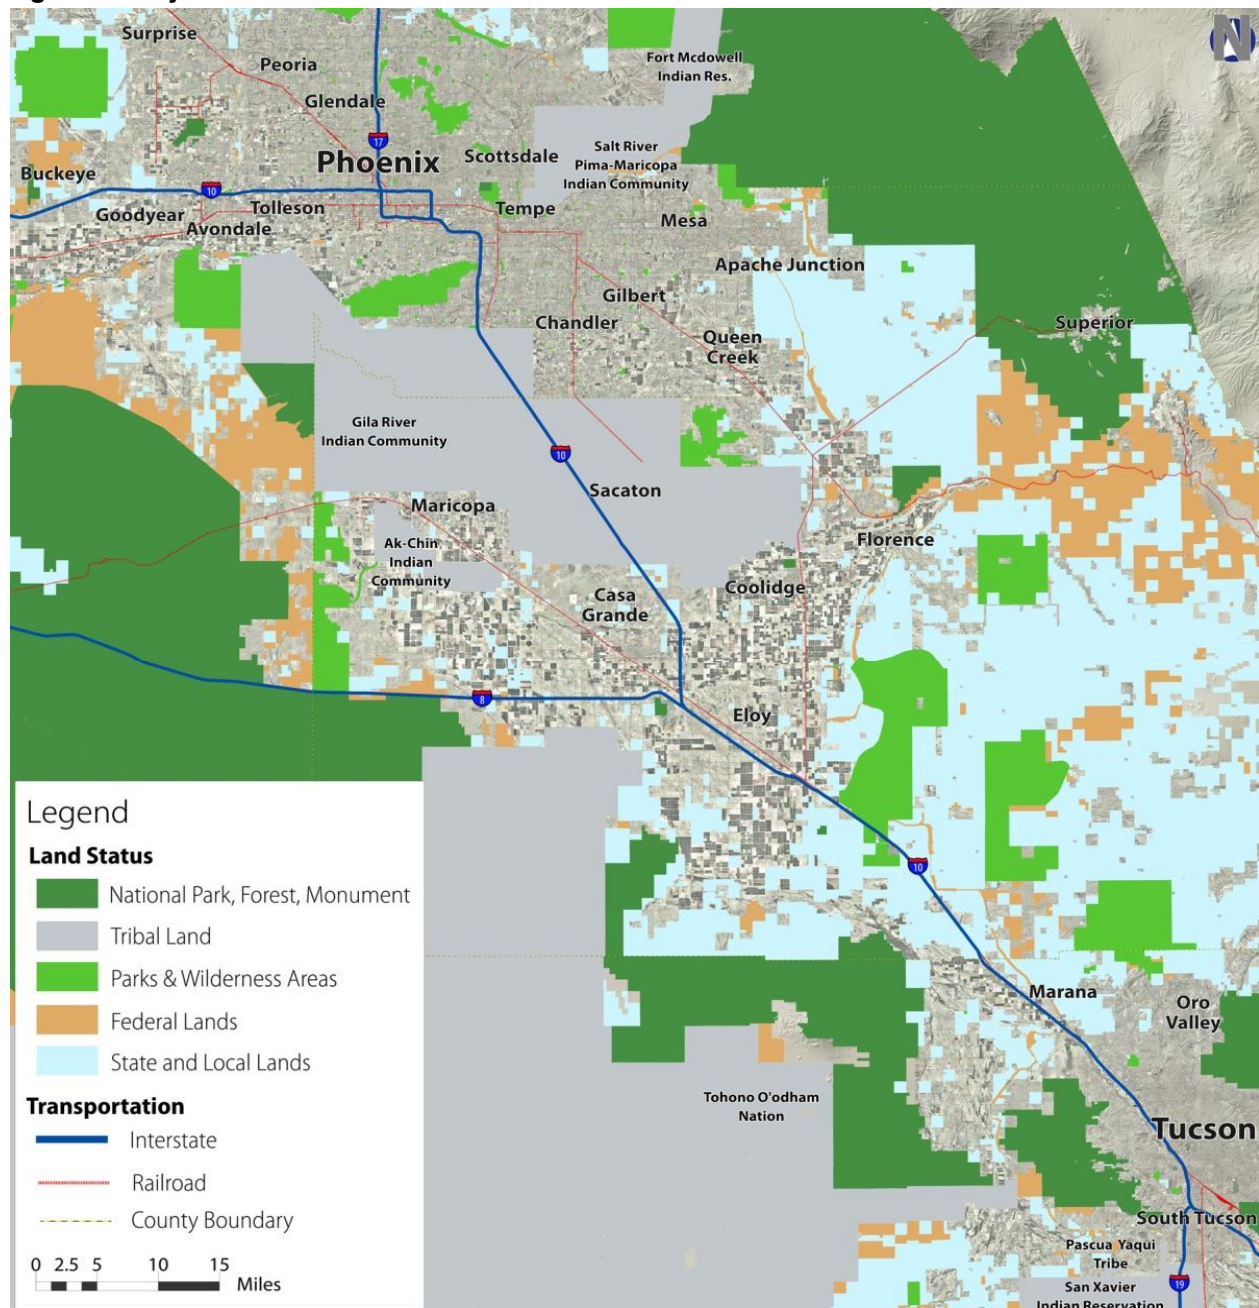 N
Surprise
Peoria
Fort Mcdowell
Indian Res.
Glendale
17
Phoenix
Scottsdale
Salt River
Pima-Maricopa
Indian Community
Buckeye
10
Goodyear
Tolleson
Avondale
Tempe
Mesa
Apache Junction
Gilbert
Chandler
Superior
Queen
Creek
Gila River
Indian Community
10
Sacaton
Maricopa
Ak-Chin
Indian
Community
Florence
Casa
Grande
Coolidge
8
Eloy
10
Marana
Oro
Valley
Tohono O'odham
Nation
Tucson
South Tucson
Pascua Yaqui
Tribe
San Xavier
Indian Reservation
19
Legend
Land Status
National Park, Forest, Monument
Tribal Land
Parks & Wilderness Areas
Federal Lands
State and Local Lands
Transportation
Interstate
Railroad
County Boundary
0 2.5 5 10 15
Miles